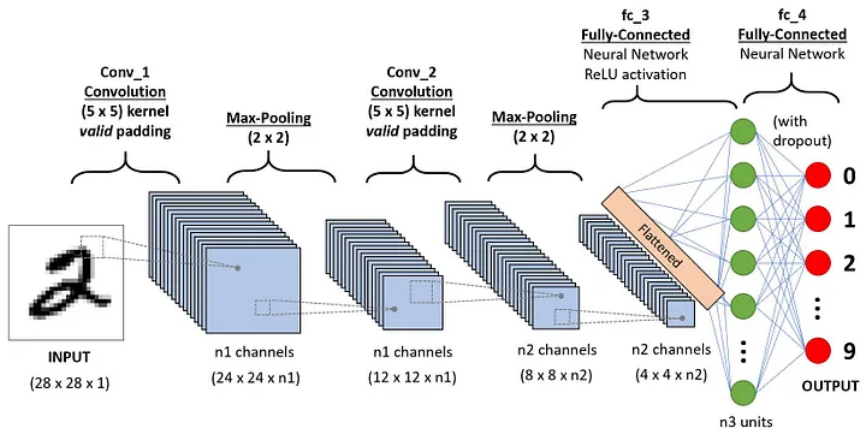 fc_3
Fully-Connected
Neural Network
ReLU activation
fc_4
Fully-Connected
Neural Network
Conv_1
Convolution
(5 x 5) kernel
valid padding
Max-Pooling
(2 x 2)
Conv_2
Convolution
(5 x 5) kernel
valid padding
Max-Pooling
(2 x 2)
(with
dropout)
Flattened
0
1
2
9
INPUT
(28 x 28 x 1)
n1 channels
(24 x 24 x n1)
n1 channels
(12 x 12 x n1)
n2 channels
(8 x 8 x n2)
n2 channels
(4 x 4 x n2)
OUTPUT
n3 units